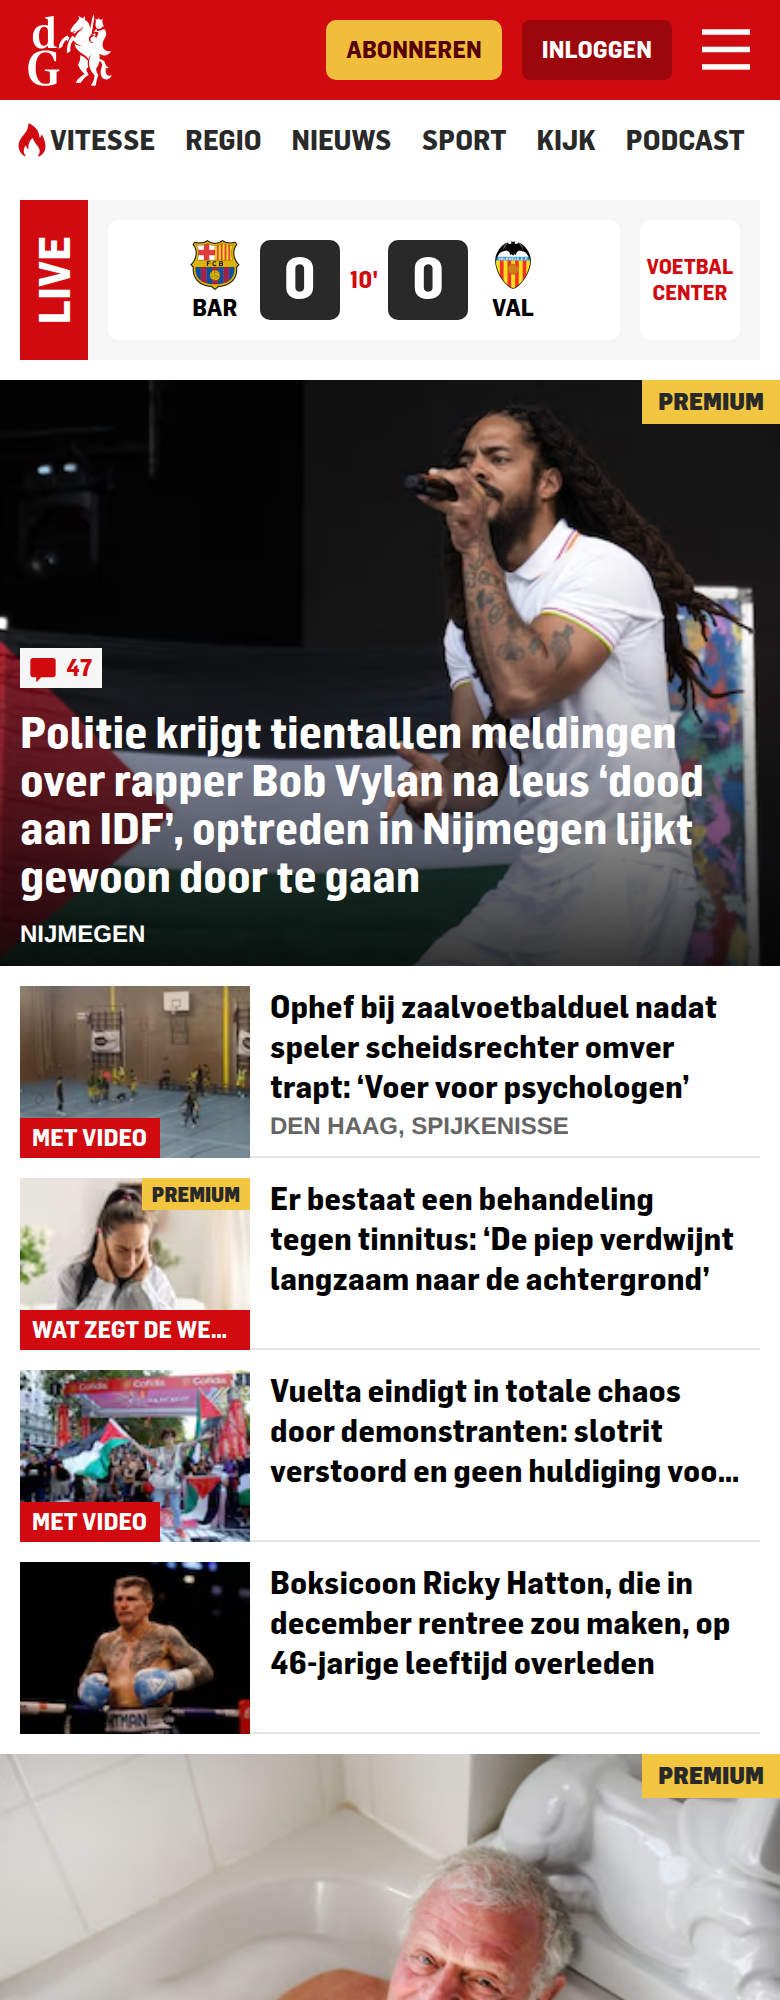 d
G
ABONNEREN
INLOGGEN
VITESSE REGIO NIEUWS SPORT KIJK PODCAST
LIVE
FCB
BAR
0
10'
0
VAL
VOETBAL
CENTER
PREMIUM
47
Politie krijgt tientallen meldingen
over rapper Bob Vylan na leus ‘dood
aan IDF’, optreden in Nijmegen lijkt
gewoon door te gaan
NIJMEGEN
MET VIDEO
Ophef bij zaalvoetbalduel nadat
speler scheidsrechter omver
trapt: ‘Voer voor psychologen’
DEN HAAG, SPIJKENISSE
PREMIUM
WAT ZEGT DE WE...
Er bestaat een behandeling
tegen tinnitus: ‘De piep verdwijnt
langzaam naar de achtergrond’
Cofidis
Cofidis
MET VIDEO
Vuelta eindigt in totale chaos
door demonstranten: slotrit
verstoord en geen huldiging voo...
HITMAN
Boksicoon Ricky Hatton, die in
december rentree zou maken, op
46-jarige leeftijd overleden
PREMIUM